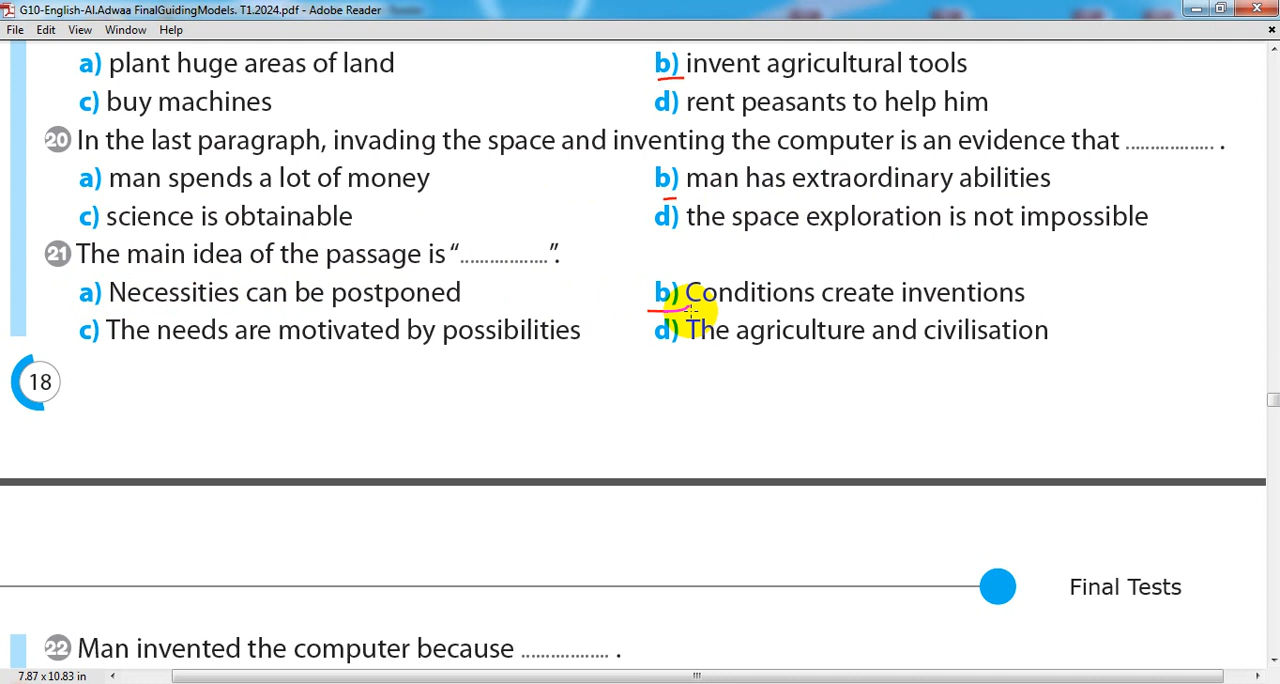 G10-English-Al.Adwaa FinalGuidingModels. T1.2024.pdf - Adobe Reader
File Edit View Window Help
a) plant huge areas of land b) invent agricultural tools
c) buy machines d) rent peasants to help him
20 In the last paragraph, invading the space and inventing the computer is an evidence that .................. .
a) man spends a lot of money b) man has extraordinary abilities
c) science is obtainable d) the space exploration is not impossible
21 The main idea of the passage is “..................”.
a) Necessities can be postponed b) Conditions create inventions
c) The needs are motivated by possibilities d) The agriculture and civilisation
18
Final Tests
22 Man invented the computer because .................. .
7.87 x 10.83 in